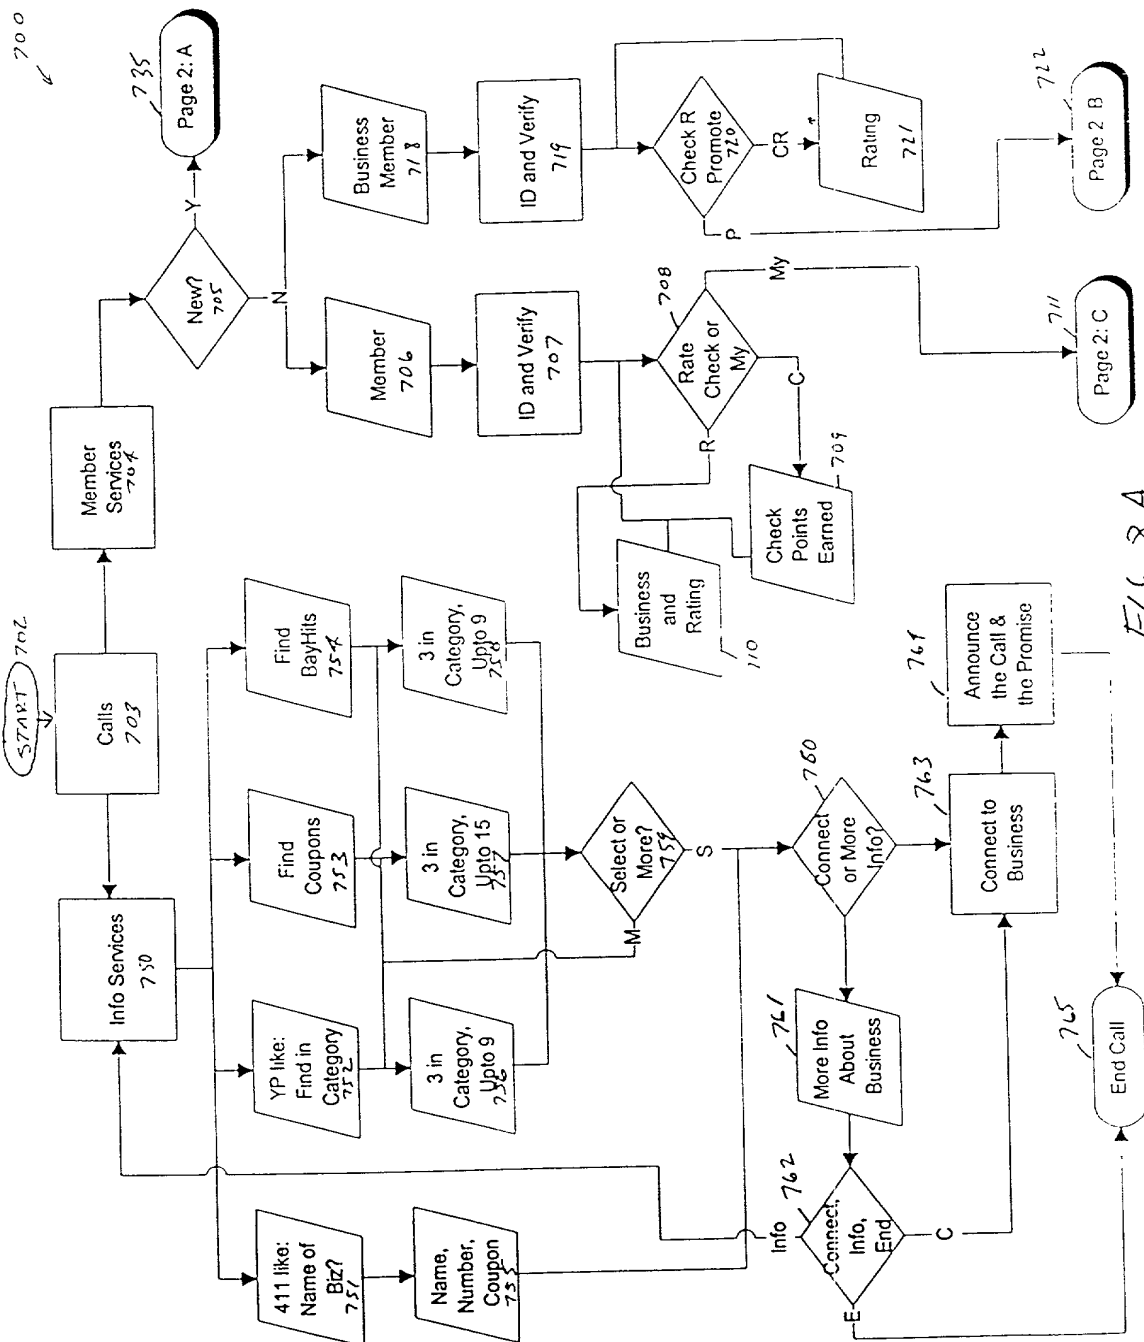 700
START 702
Calls
703
Info Services
750
Member
Services
704
New?
705
Y
N
735
Page 2: A
411 like:
Name of
Biz?
751
YP like:
Find in
Category
752
Find
Coupons
753
Find
BayHits
754
Member
706
Business
Member
718
Name,
Number,
Coupon
755
3 in
Category,
Upto 9
756
3 in
Category,
Upto 15
757
3 in
Category,
Upto 9
758
ID and Verify
707
ID and Verify
719
Select or
More?
759
M
S
Rate
Check or
My
708
R
C
My
Check R
Promote
720
CR
P
Business
and
Rating
710
Check
Points
Earned
709
Rating
721
Connect
or More
Info?
760
More Info
About
Business
761
Connect,
Info,
End
762
Info
E
C
Connect to
Business
763
Announce
the Call &
the Promise
764
End Call
765
Page 2: C
711
Page 2 B
722
FIG 8A